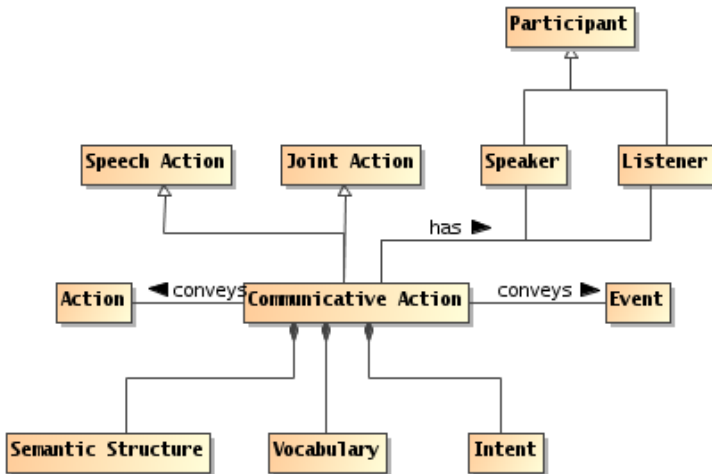 Participant
Speech Action
Joint Action
Speaker
Listener
has
Action
conveys
Communicative Action
conveys
Event
Semantic Structure
Vocabulary
Intent